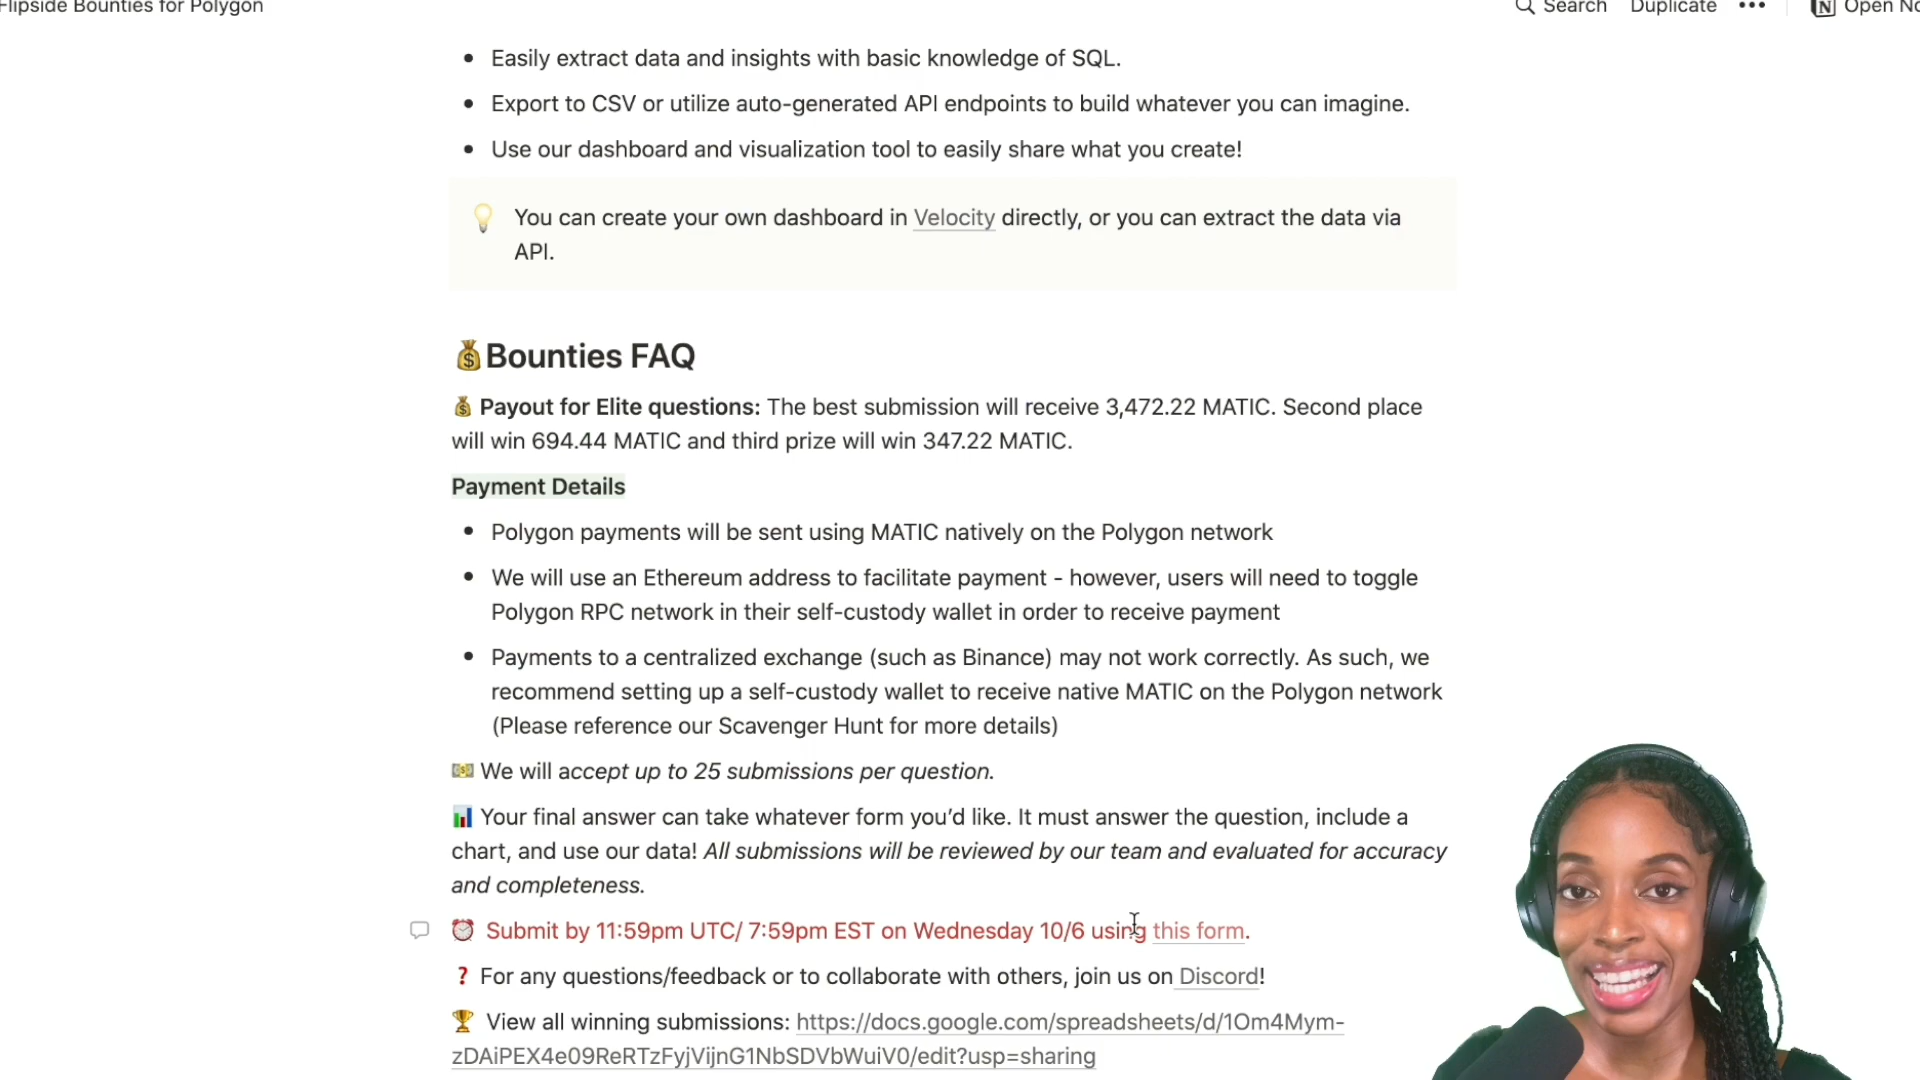 Flipside Bounties for Polygon
Search Duplicate ••• Open No
• Easily extract data and insights with basic knowledge of SQL.
• Export to CSV or utilize auto-generated API endpoints to build whatever you can imagine.
• Use our dashboard and visualization tool to easily share what you create!
You can create your own dashboard in Velocity directly, or you can extract the data via
API.
Bounties FAQ
Payout for Elite questions: The best submission will receive 3,472.22 MATIC. Second place
will win 694.44 MATIC and third prize will win 347.22 MATIC.
Payment Details
• Polygon payments will be sent using MATIC natively on the Polygon network
• We will use an Ethereum address to facilitate payment - however, users will need to toggle
Polygon RPC network in their self-custody wallet in order to receive payment
• Payments to a centralized exchange (such as Binance) may not work correctly. As such, we
recommend setting up a self-custody wallet to receive native MATIC on the Polygon network
(Please reference our Scavenger Hunt for more details)
We will accept up to 25 submissions per question.
Your final answer can take whatever form you’d like. It must answer the question, include a
chart, and use our data! All submissions will be reviewed by our team and evaluated for accuracy
and completeness.
Submit by 11:59pm UTC/ 7:59pm EST on Wednesday 10/6 using this form.
❓ For any questions/feedback or to collaborate with others, join us on Discord!
View all winning submissions: https://docs.google.com/spreadsheets/d/1Om4Mym-
zDAiPEX4e09ReRTzFyjVijnG1NbSDVbWuiV0/edit?usp=sharing